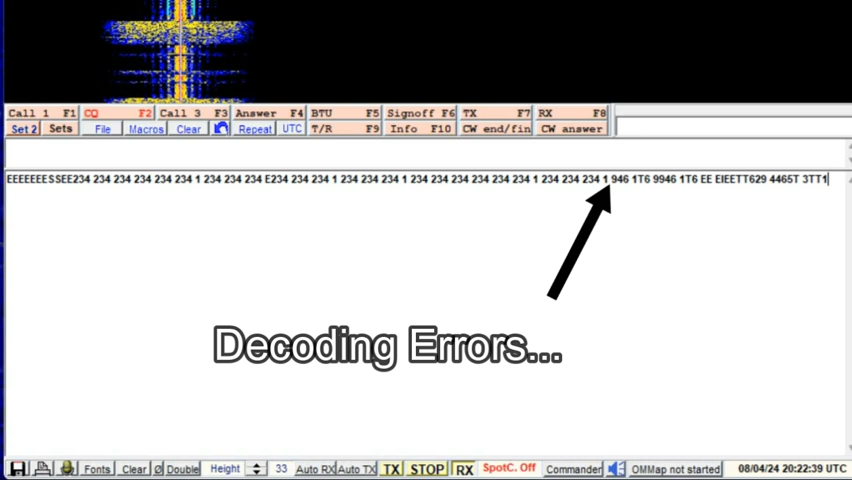 Call 1 F1 CQ F2 Call 3 F3 Answer F4 BTU F5 Signoff F6 TX F7 RX F8
Set 2 Sets File Macros Clear Repeat UTC T/R F9 Info F10 CW end/fin CW answer
EEEEEEESSEE234 234 234 234 234 234 1 234 234 234 E234 234 234 1 234 234 234 1 234 234 234 234 234 234 1 234 234 234 1 946 1T6 9946 1T6 EE EIEETT629 4465T 3TT1
Decoding Errors...
Fonts Clear Ø Double Height 33 Auto RX Auto TX TX STOP RX SpotC. Off Commander OMMap not started 08/04/24 20:22:39 UTC